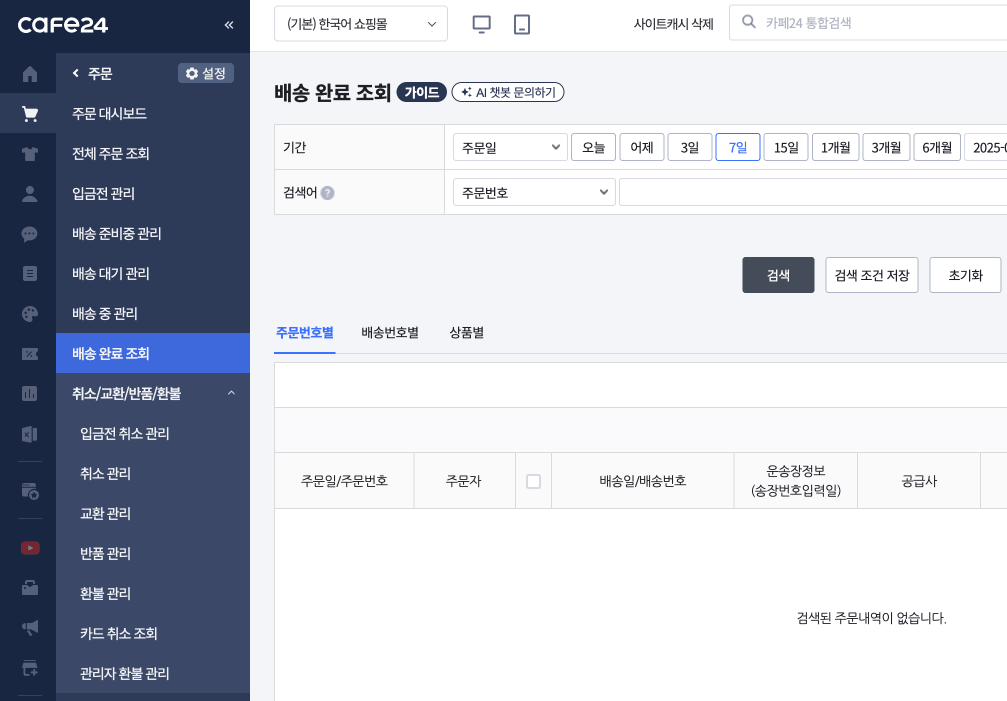 cafe24
«
(기본) 한국어 쇼핑몰
사이트캐시 삭제
카페24 통합검색
주문
설정
주문 대시보드
전체 주문 조회
입금전 관리
배송 준비중 관리
배송 대기 관리
배송 중 관리
배송 완료 조회
취소/교환/반품/환불
입금전 취소 관리
취소 관리
교환 관리
반품 관리
환불 관리
카드 취소 조회
관리자 환불 관리
배송 완료 조회 가이드 AI 챗봇 문의하기
기간 주문일 오늘 어제 3일 7일 15일 1개월 3개월 6개월 2025-0
검색어 ? 주문번호
검색 검색 조건 저장 초기화
주문번호별 배송번호별 상품별
주문일/주문번호 주문자 배송일/배송번호 운송장정보 공급사
(송장번호입력일)
검색된 주문내역이 없습니다.